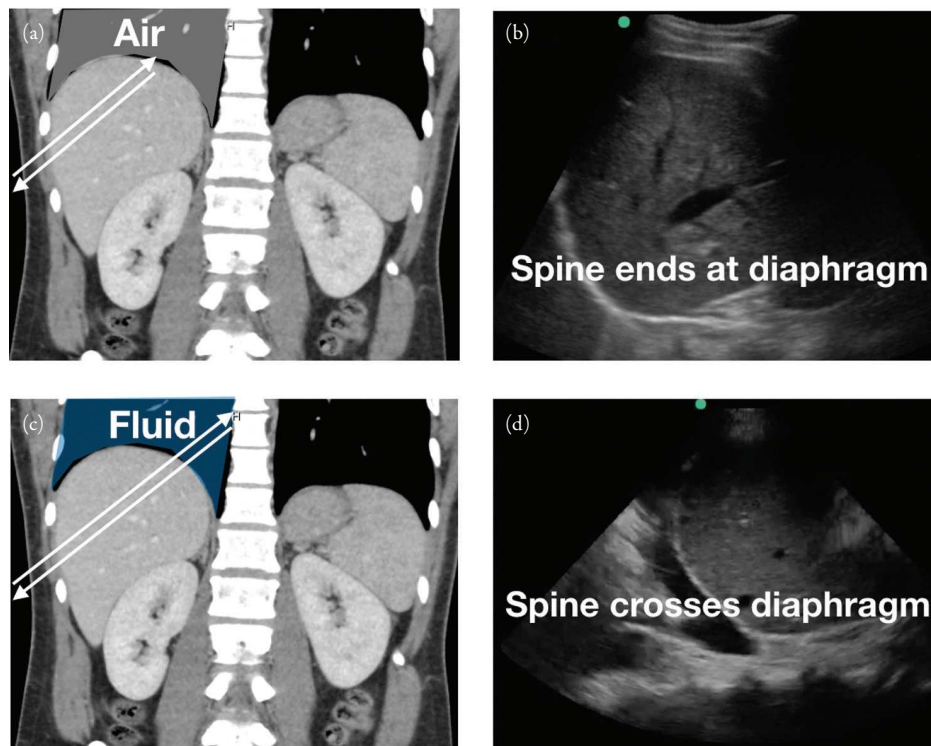 (a)
Air
H
(b)
Spine ends at diaphragm
(c)
Fluid
H
(d)
Spine crosses diaphragm